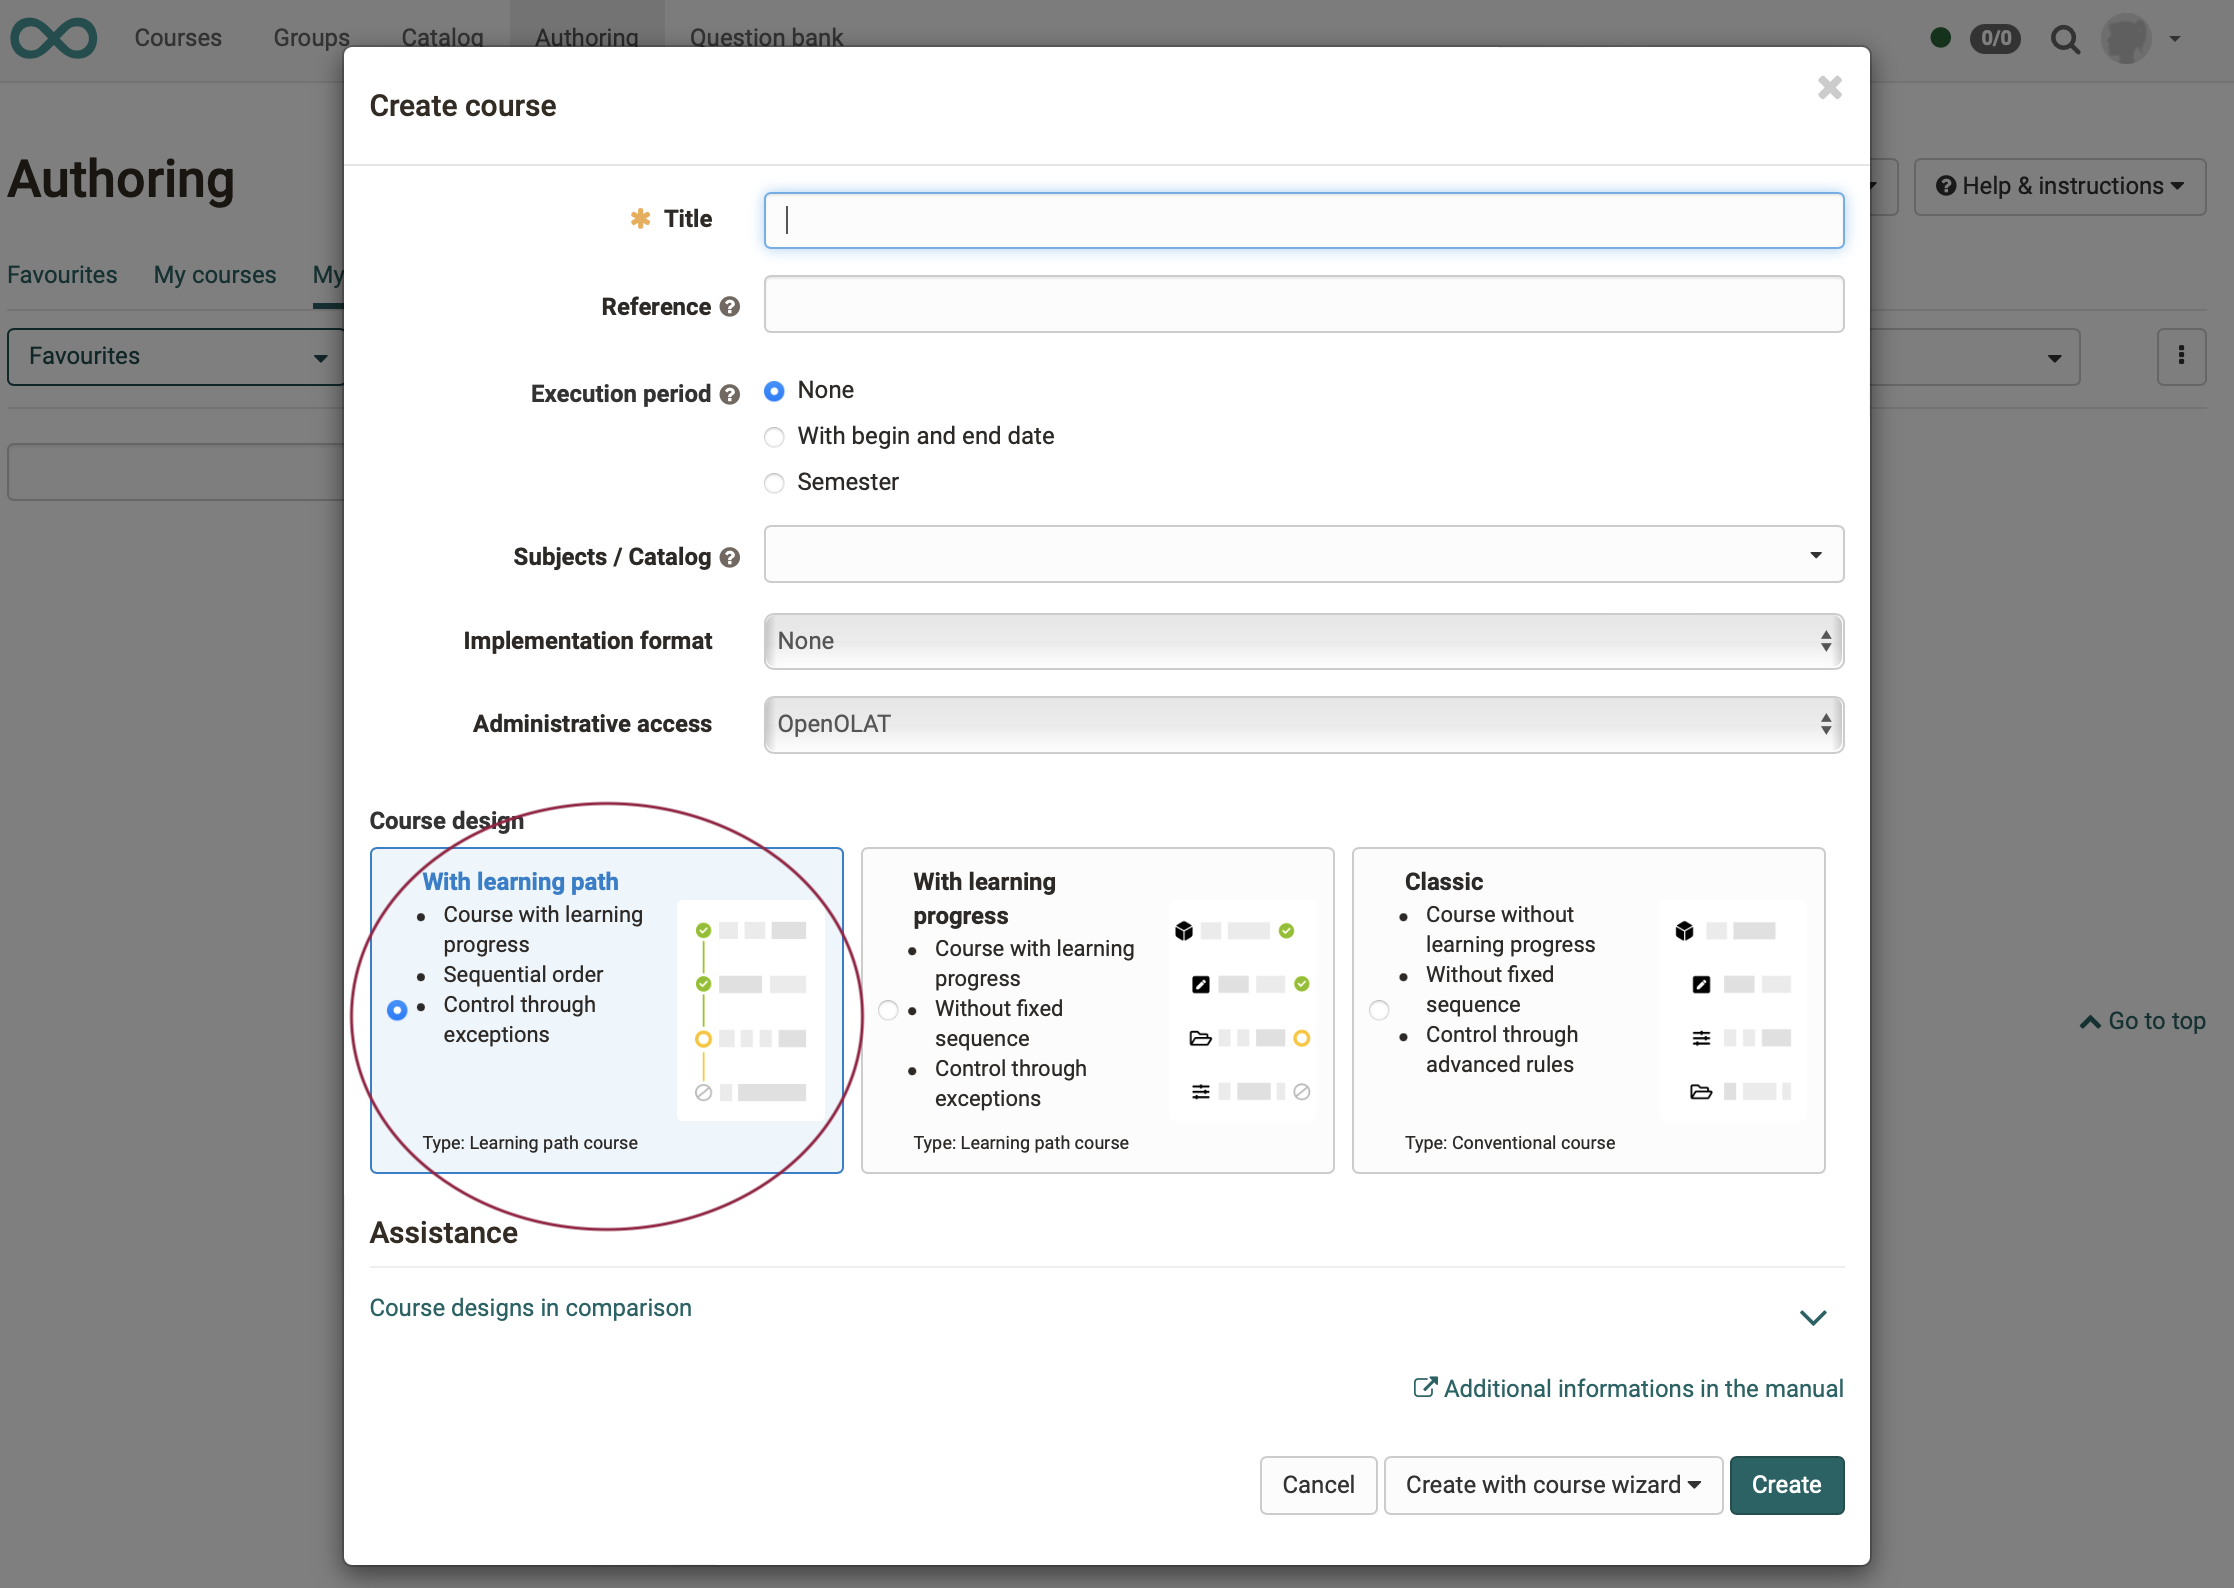 Courses Groups Catalog Authoring Question bank 0/0
Create course
Authoring
Help & instructions
Title
Reference
Favourites My courses My
Favourites
Execution period
None
With begin and end date
Semester
Subjects / Catalog
Implementation format None
Administrative access OpenOLAT
Course design
With learning path
Course with learning
progress
Sequential order
Control through
exceptions
Type: Learning path course
With learning
progress
Course with learning
progress
Without fixed
sequence
Control through
exceptions
Type: Learning path course
Classic
Course without
learning progress
Without fixed
sequence
Control through
advanced rules
Type: Conventional course
Go to top
Assistance
Course designs in comparison
Additional informations in the manual
Cancel Create with course wizard Create